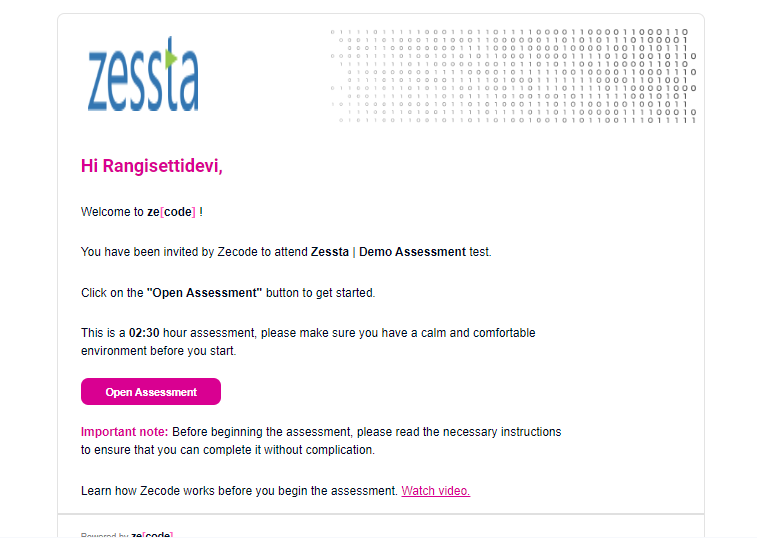 zessta
Hi Rangisettidevi,
Welcome to ze[code] !
You have been invited by Zecode to attend Zessta | Demo Assessment test.
Click on the "Open Assessment" button to get started.
This is a 02:30 hour assessment, please make sure you have a calm and comfortable
environment before you start.
Open Assessment
Important note: Before beginning the assessment, please read the necessary instructions
to ensure that you can complete it without complication.
Learn how Zecode works before you begin the assessment. Watch video.
Powered by ze[code]